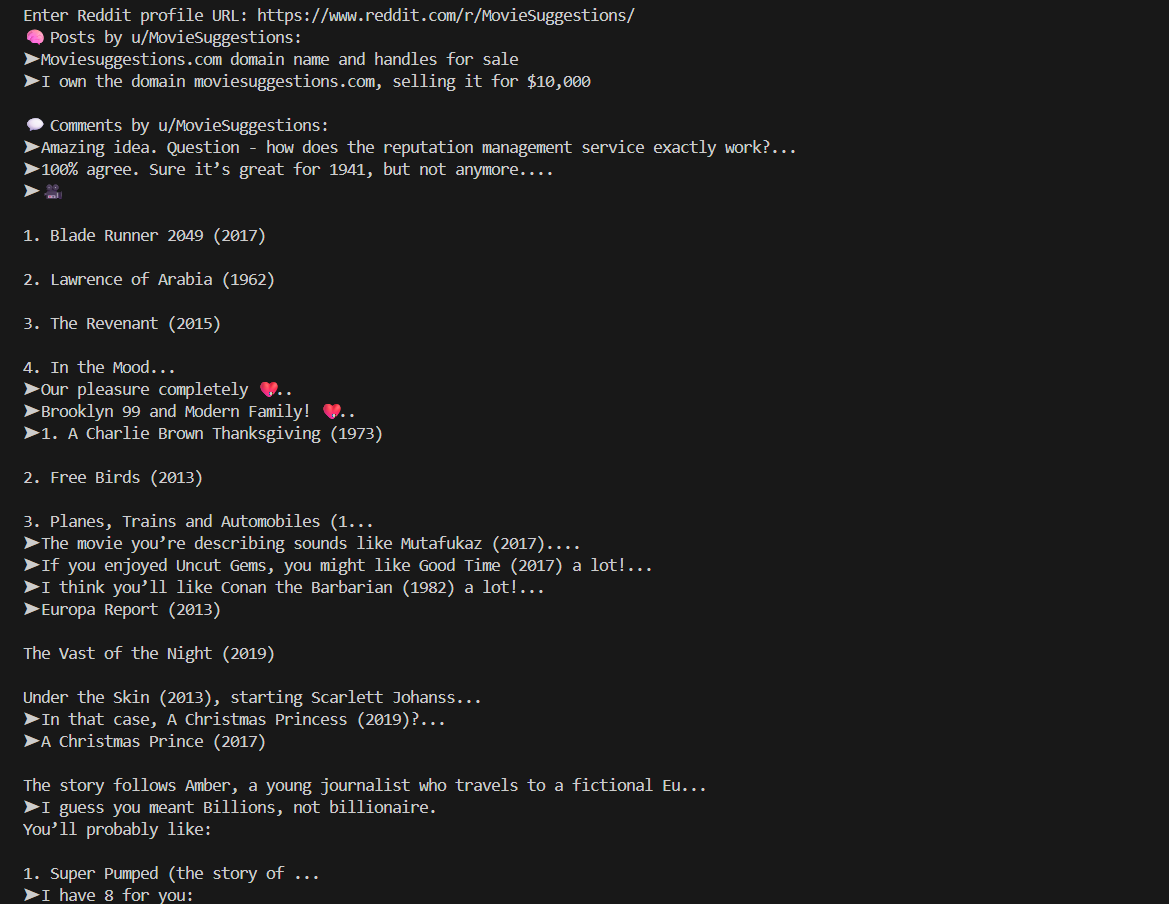 Enter Reddit profile URL: https://www.reddit.com/r/MovieSuggestions/
🧠 Posts by u/MovieSuggestions:
➤Moviesuggestions.com domain name and handles for sale
➤I own the domain moviesuggestions.com, selling it for $10,000
💬 Comments by u/MovieSuggestions:
➤Amazing idea. Question - how does the reputation management service exactly work?...
➤100% agree. Sure it’s great for 1941, but not anymore....
➤🎥
1. Blade Runner 2049 (2017)
2. Lawrence of Arabia (1962)
3. The Revenant (2015)
4. In the Mood...
➤Our pleasure completely 💖..
➤Brooklyn 99 and Modern Family! 💖..
➤1. A Charlie Brown Thanksgiving (1973)
2. Free Birds (2013)
3. Planes, Trains and Automobiles (1...
➤The movie you’re describing sounds like Mutafukaz (2017)....
➤If you enjoyed Uncut Gems, you might like Good Time (2017) a lot!...
➤I think you’ll like Conan the Barbarian (1982) a lot!...
➤Europa Report (2013)
The Vast of the Night (2019)
Under the Skin (2013), starting Scarlett Johanss...
➤In that case, A Christmas Princess (2019)?...
➤A Christmas Prince (2017)
The story follows Amber, a young journalist who travels to a fictional Eu...
➤I guess you meant Billions, not billionaire.
You’ll probably like:
1. Super Pumped (the story of ...
➤I have 8 for you: